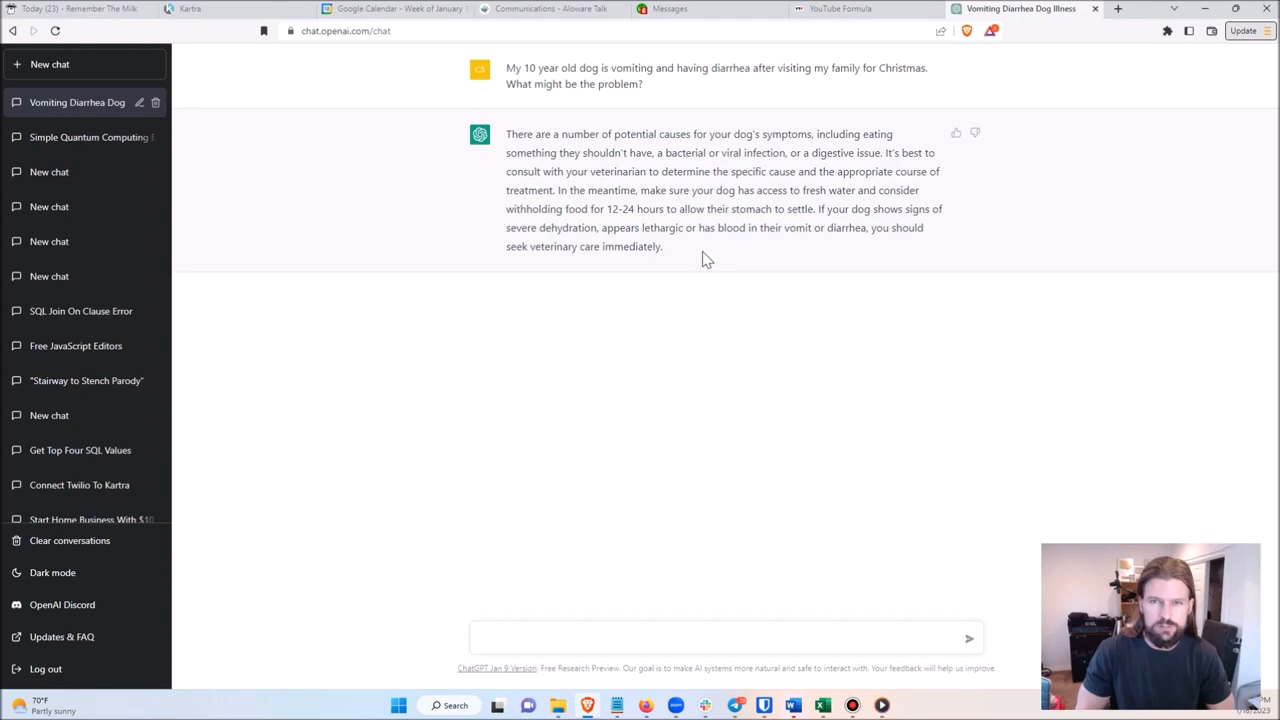 Today (23) - Remember The Milk
Kartra
Google Calendar - Week of January
Communications - Aloware Talk
Messages
YouTube Formula
Vomiting Diarrhea Dog Illness
chat.openai.com/chat
Update
New chat
Vomiting Diarrhea Dog
Simple Quantum Computing E
New chat
New chat
New chat
New chat
SQL Join On Clause Error
Free JavaScript Editors
"Stairway to Stench Parody"
New chat
Get Top Four SQL Values
Connect Twilio To Kartra
Start Home Business With $10
Clear conversations
Dark mode
OpenAI Discord
Updates & FAQ
Log out
CS
My 10 year old dog is vomiting and having diarrhea after visiting my family for Christmas.
What might be the problem?
There are a number of potential causes for your dog's symptoms, including eating
something they shouldn't have, a bacterial or viral infection, or a digestive issue. It's best to
consult with your veterinarian to determine the specific cause and the appropriate course of
treatment. In the meantime, make sure your dog has access to fresh water and consider
withholding food for 12-24 hours to allow their stomach to settle. If your dog shows signs of
severe dehydration, appears lethargic or has blood in their vomit or diarrhea, you should
seek veterinary care immediately.
ChatGPT Jan 9 Version. Free Research Preview. Our goal is to make AI systems more natural and safe to interact with. Your feedback will help us improve.
70°F
Partly sunny
Search
PM
1/18/2023